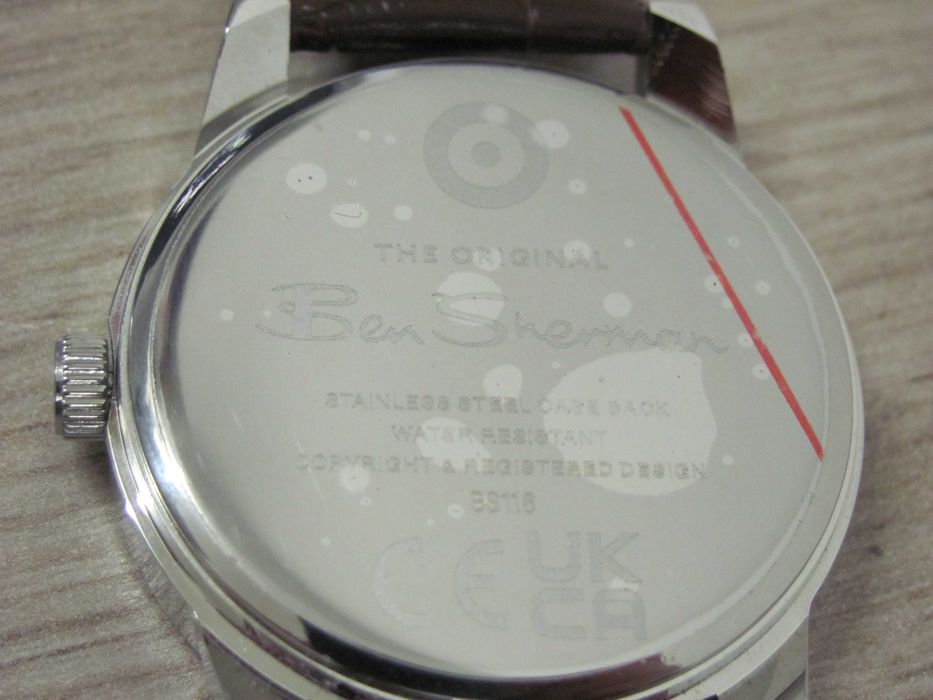 THE ORIGINAL
Ben Sherman
STAINLESS STEEL CASE BACK
WATER RESISTANT
COPYRIGHT & REGISTERED DESIGN
BS116
CE UK
CA